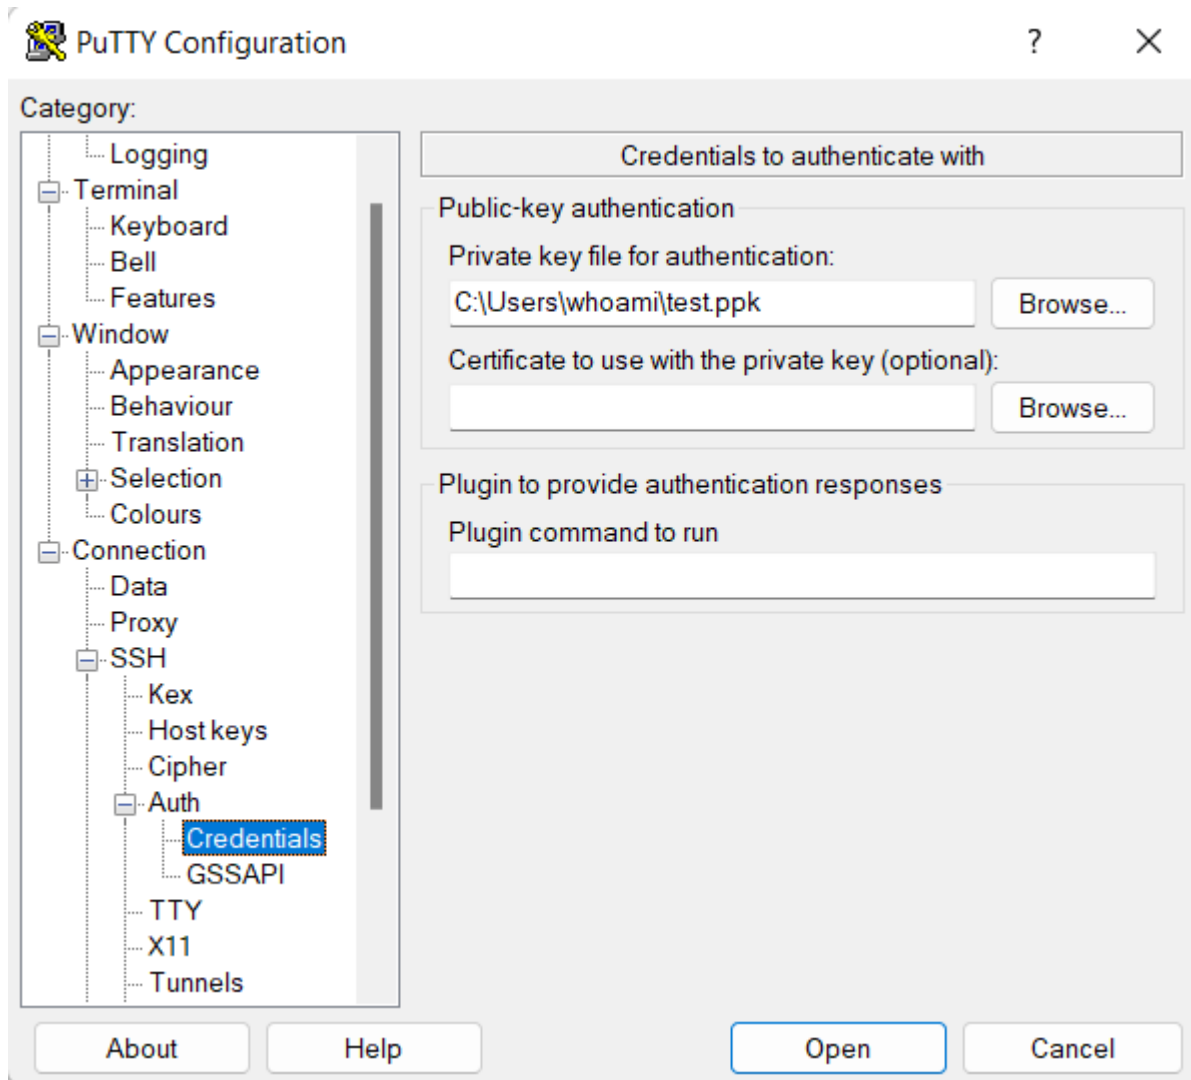 PuTTY Configuration
?
Category:
Logging
Terminal
Keyboard
Bell
Features
Window
Appearance
Behaviour
Translation
Selection
Colours
Connection
Data
Proxy
SSH
Kex
Host keys
Cipher
Auth
Credentials
GSSAPI
TTY
X11
Tunnels
Credentials to authenticate with
Public-key authentication
Private key file for authentication:
C:\Users\whoami\test.ppk
Browse...
Certificate to use with the private key (optional):
Browse...
Plugin to provide authentication responses
Plugin command to run
About
Help
Open
Cancel